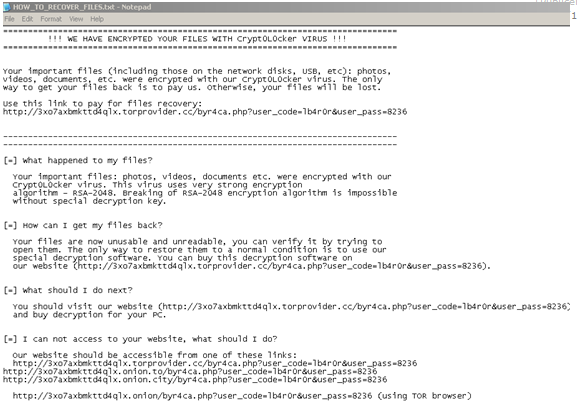 HOW_TO_RECOVER_FILES.txt - Notepad
File Edit Format View Help
===============================================================================
!!! WE HAVE ENCRYPTED YOUR FILES WITH CryptOL0cker VIRUS !!!
===============================================================================
Your important files (including those on the network disks, USB, etc): photos,
videos, documents, etc. were encrypted with our CryptOL0cker virus. The only
way to get your files back is to pay us. Otherwise, your files will be lost.
Use this link to pay for files recovery:
http://3xo7axbmkttd4qlx.torprovider.cc/byr4ca.php?user_code=lb4r0r&user_pass=8236
-------------------------------------------------------------------------------
-------------------------------------------------------------------------------
[=] What happened to my files?
Your important files: photos, videos, documents etc. were encrypted with our
CryptOL0cker virus. This virus uses very strong encryption
algorithm - RSA-2048. Breaking of RSA-2048 encryption algorithm is impossible
without special decryption key.
[=] How can I get my files back?
Your files are now unusable and unreadable, you can verify it by trying to
open them. The only way to restore them to a normal condition is to use our
special decryption software. You can buy this decryption software on
our website (http://3xo7axbmkttd4qlx.torprovider.cc/byr4ca.php?user_code=lb4r0r&user_pass=8236).
[=] What should I do next?
You should visit our website (http://3xo7axbmkttd4qlx.torprovider.cc/byr4ca.php?user_code=lb4r0r&user_pass=8236)
and buy decryption for your PC.
[=] I can not access to your website, what should I do?
Our website should be accessible from one of these links:
http://3xo7axbmkttd4qlx.torprovider.cc/byr4ca.php?user_code=lb4r0r&user_pass=8236
http://3xo7axbmkttd4qlx.onion.to/byr4ca.php?user_code=lb4r0r&user_pass=8236
http://3xo7axbmkttd4qlx.onion.city/byr4ca.php?user_code=lb4r0r&user_pass=8236
http://3xo7axbmkttd4qlx.onion/byr4ca.php?user_code=lb4r0r&user_pass=8236 (using TOR browser)